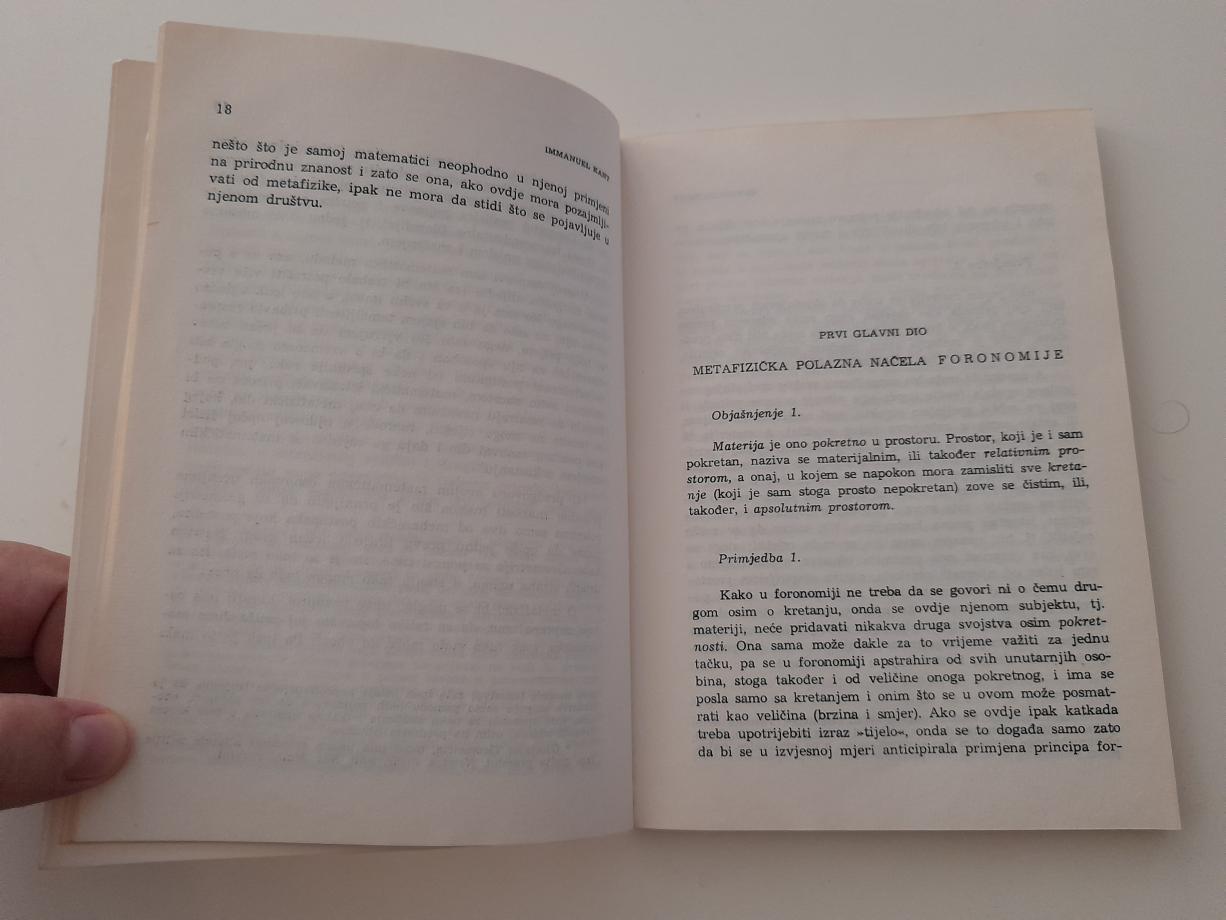 18
IMMANUEL KANT
nešto što je samoj matematici neophodno u njenoj primjeni
na prirodnu znanost i zato se ona, ako ovdje mora pozajmlji-
vati od metafizike, ipak ne mora da stidi što se pojavljuje u
njenom društvu.
PRVI GLAVNI DIO
METAFIZIČKA POLAZNA NAČELA FORONOMIJE
Objašnjenje 1.
Materija je ono pokretno u prostoru. Prostor, koji je i sam
pokretan, naziva se materijalnim, ili također relativnim pro-
storom, a onaj, u kojem se napokon mora zamisliti sve kreta-
nje (koji je sam stoga prosto nepokretan) zove se čistim, ili,
također, i apsolutnim prostorom.
Primjedba 1.
Kako u foronomiji ne treba da se govori ni o čemu dru-
gom osim o kretanju, onda se ovdje njenom subjektu, tj.
materiji, neće pridavati nikakva druga svojstva osim pokret-
nosti. Ona sama može dakle za to vrijeme važiti za jednu
tačku, pa se u foronomiji apstrahira od svih unutarnjih oso-
bina, stoga također i od veličine onoga pokretnog, i ima se
posla samo sa kretanjem i onim što se u ovom može posmat-
rati kao veličina (brzina i smjer). Ako se ovdje ipak katkada
treba upotrijebiti izraz »tijelo«, onda se to događa samo zato
da bi se u izvjesnoj mjeri anticipirala primjena principa for-